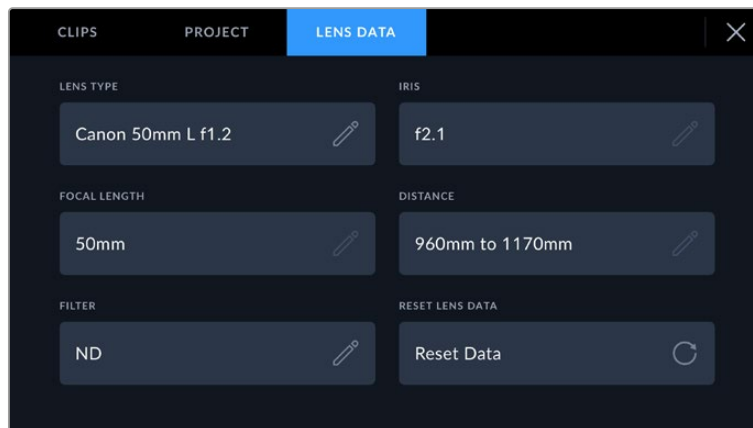 CLIPS PROJECT LENS DATA
LENS TYPE IRIS
Canon 50mm L f1.2 f2.1
FOCAL LENGTH DISTANCE
50mm 960mm to 1170mm
FILTER RESET LENS DATA
ND Reset Data